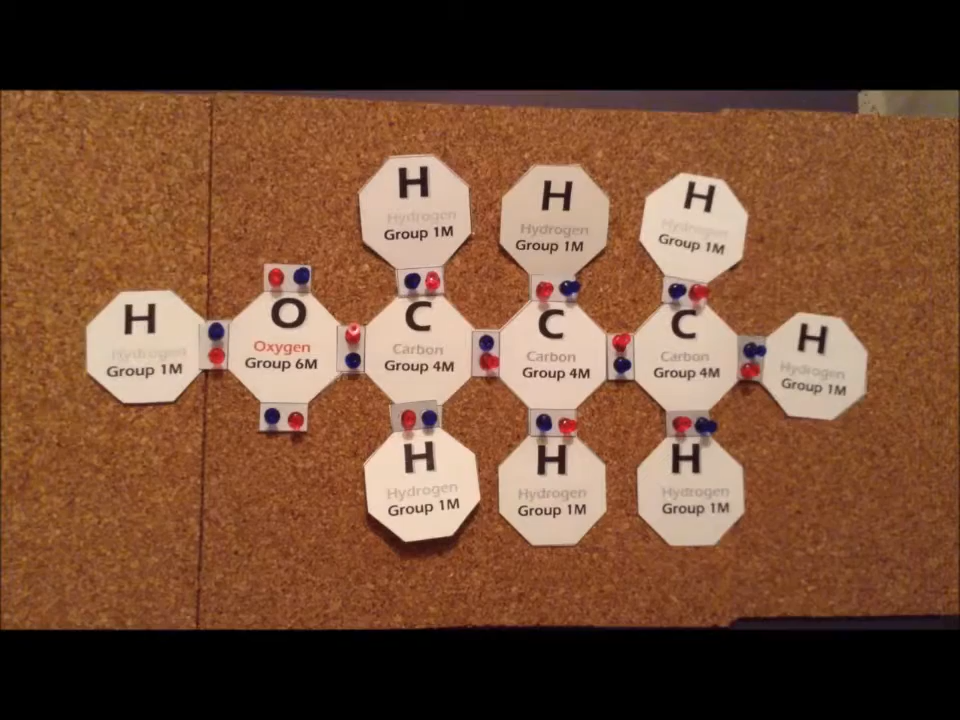 H
Hydrogen
Group 1M
H
Hydrogen
Group 1M
H
Hydrogen
Group 1M
H
Hydrogen
Group 1M
O
Oxygen
Group 6M
C
Carbon
Group 4M
C
Carbon
Group 4M
C
Carbon
Group 4M
H
Hydrogen
Group 1M
H
Hydrogen
Group 1M
H
Hydrogen
Group 1M
H
Hydrogen
Group 1M